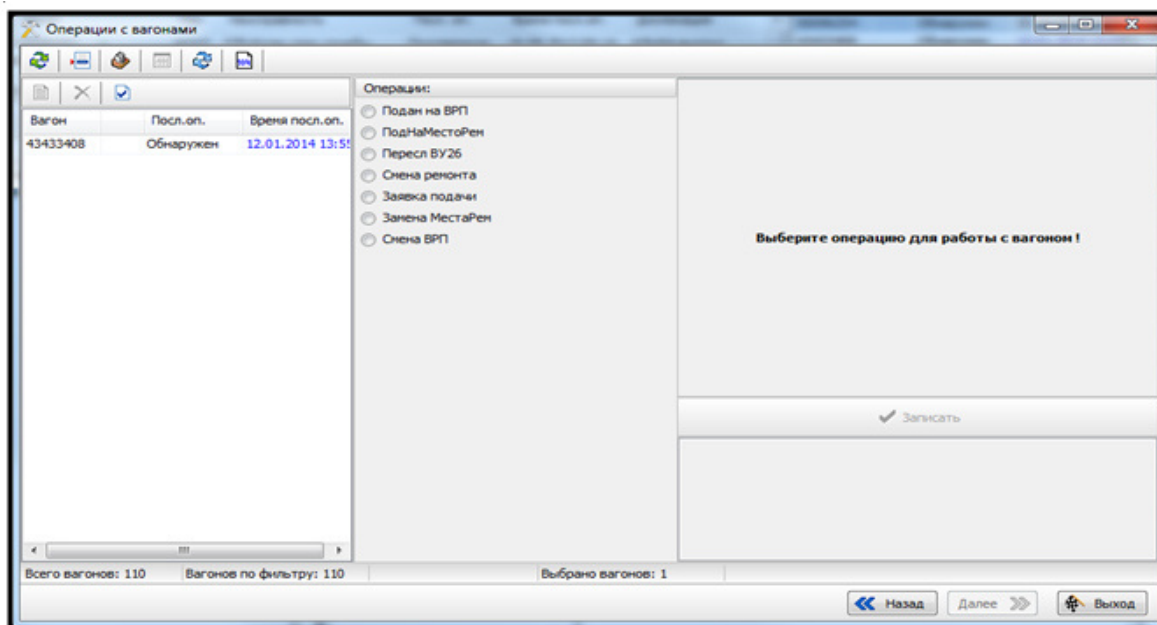 Операции с вагонами
Операции:
Вагон Посл.оп. Время посл.оп.
43433408 Обнаружен 12.01.2014 13:55
Подан на ВРП
ПодНаМестоРем
Пересл ВУ26
Смена ремонта
Заявка подачи
Замена МестаРем
Смена ВРП
Выберите операцию для работы с вагоном !
Записать
Всего вагонов: 110 Вагонов по фильтру: 110 Выбрано вагонов: 1
Назад Далее Выход